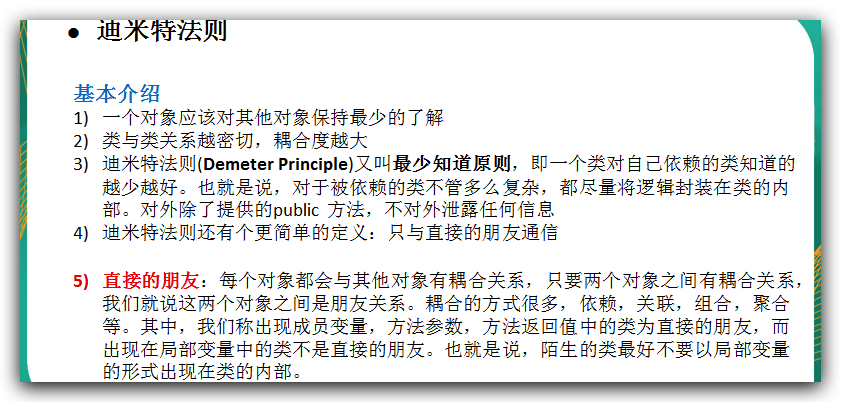 ● 迪米特法则
基本介绍
1) 一个对象应该对其他对象保持最少的了解
2) 类与类关系越密切，耦合度越大
3) 迪米特法则(Demeter Principle)又叫最少知道原则，即一个类对自己依赖的类知道的
越少越好。也就是说，对于被依赖的类不管多么复杂，都尽量将逻辑封装在类的内
部。对外除了提供的public 方法，不对外泄露任何信息
4) 迪米特法则还有个更简单的定义：只与直接的朋友通信
5) 直接的朋友：每个对象都会与其他对象有耦合关系，只要两个对象之间有耦合关系，
我们就说这两个对象之间是朋友关系。耦合的方式很多，依赖，关联，组合，聚合
等。其中，我们称出现成员变量，方法参数，方法返回值中的类为直接的朋友，而
出现在局部变量中的类不是直接的朋友。也就是说，陌生的类最好不要以局部变量
的形式出现在类的内部。